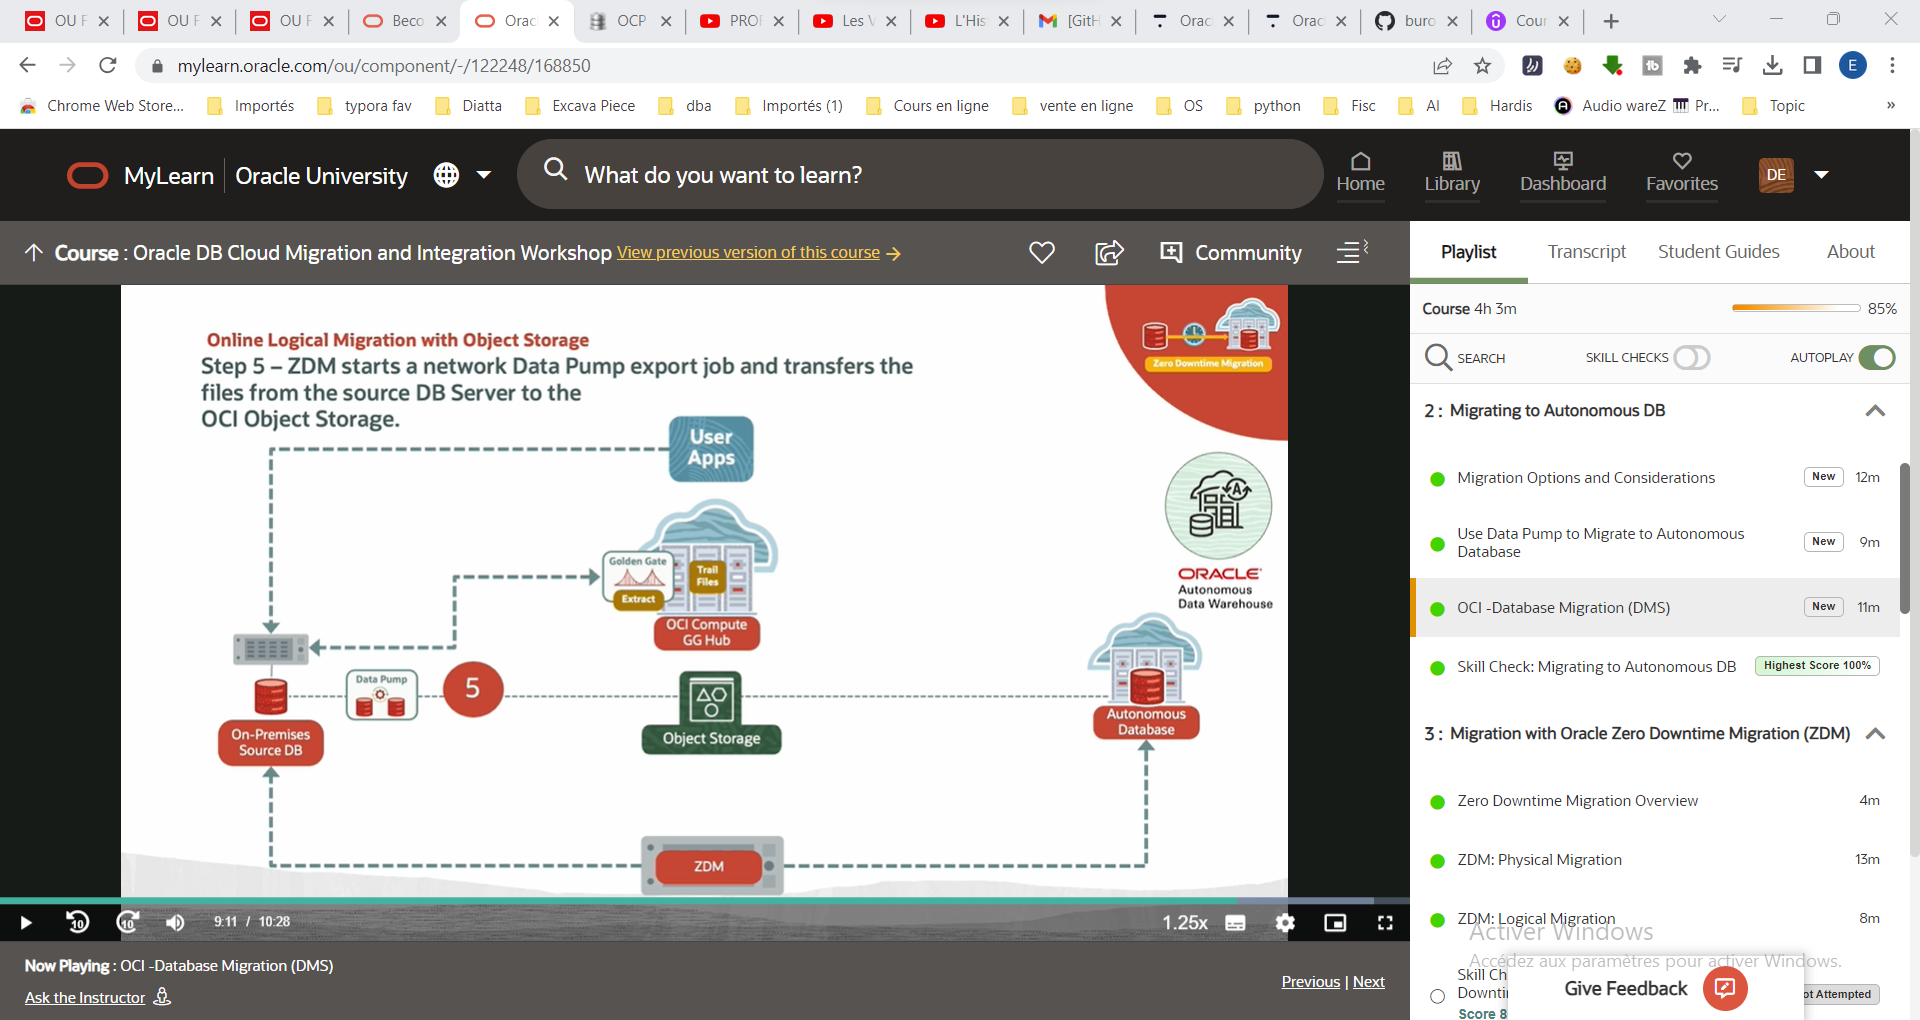 OU F
OU F
OU F
Beco
Orac
OCP
PROF
Les V
L'His
[GitH
Orac
Orac
buro
Cour
mylearn.oracle.com/ou/component/-/122248/168850
E
Chrome Web Store...
Importés
typora fav
Diatta
Excava Piece
dba
Importés (1)
Cours en ligne
vente en ligne
OS
python
Fisc
AI
Hardis
Audio wareZ
Pr...
Topic
»
MyLearn
Oracle University
What do you want to learn?
Home
Library
Dashboard
Favorites
DE
Course : Oracle DB Cloud Migration and Integration Workshop View previous version of this course
Community
Playlist
Transcript
Student Guides
About
Course 4h 3m
85%
SEARCH
SKILL CHECKS
AUTOPLAY
Online Logical Migration with Object Storage
Step 5 – ZDM starts a network Data Pump export job and transfers the
files from the source DB Server to the
OCI Object Storage.
Zero Downtime Migration
User
Apps
Golden Gate
Extract
Trail
Files
OCI Compute
GG Hub
ORACLE
Autonomous
Data Warehouse
Data Pump
5
On-Premises
Source DB
Object Storage
Autonomous
Database
ZDM
9:11 / 10:28
1.25x
Now Playing : OCI -Database Migration (DMS)
Ask the Instructor
Previous | Next
2 : Migrating to Autonomous DB
Migration Options and Considerations
New
12m
Use Data Pump to Migrate to Autonomous
Database
New
9m
OCI -Database Migration (DMS)
New
11m
Skill Check: Migrating to Autonomous DB
Highest Score 100%
3 : Migration with Oracle Zero Downtime Migration (ZDM)
Zero Downtime Migration Overview
4m
ZDM: Physical Migration
13m
ZDM: Logical Migration
8m
Activer Windows
Accédez aux paramètres pour activer Windows.
Skill Ch
Downti
Score 8
ot Attempted
Give Feedback